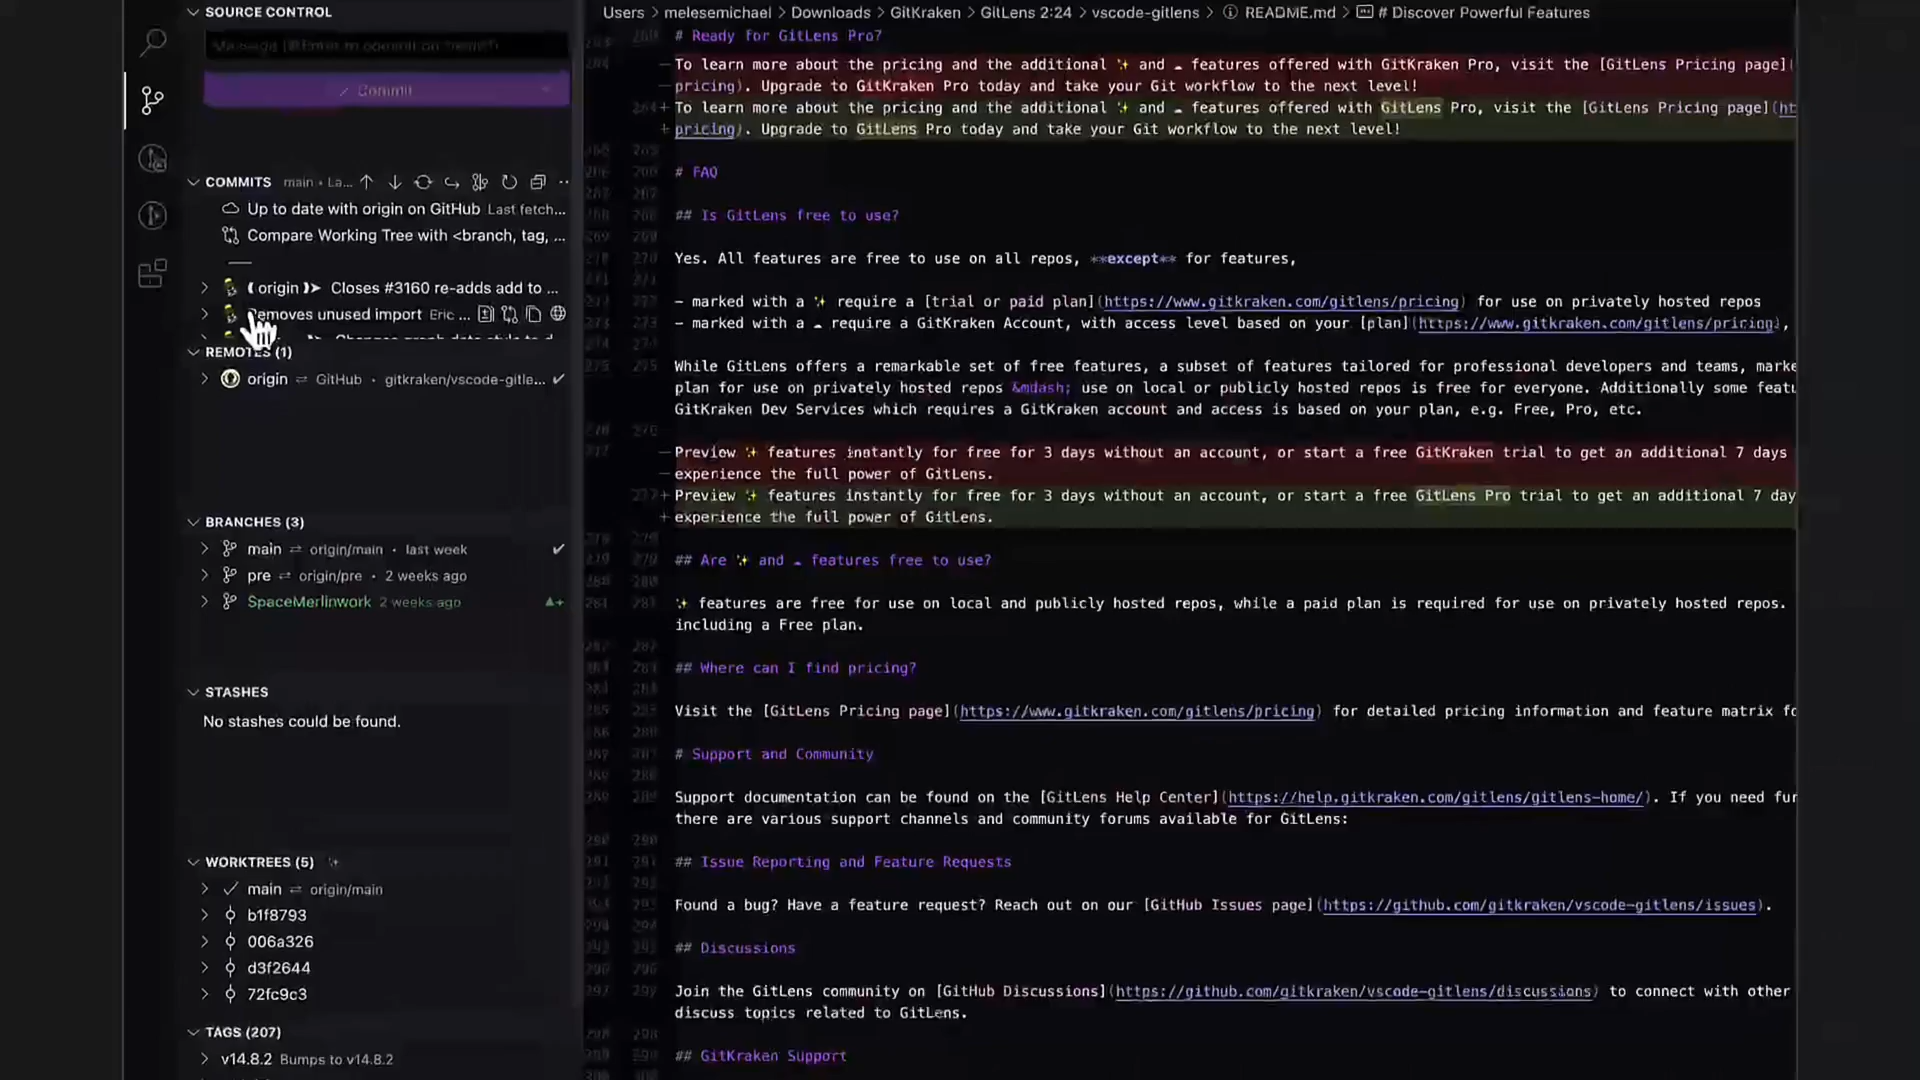 SOURCE CONTROL
Commit
COMMITS main • La...
Up to date with origin on GitHub Last fetch...
Compare Working Tree with <branch, tag, ...
origin Closes #3160 re-adds add to ...
Removes unused import Eric ...
REMOTES (1)
origin ⇌ GitHub • gitkraken/vscode-gitle...
BRANCHES (3)
main ⇌ origin/main • last week
pre ⇌ origin/pre • 2 weeks ago
SpaceMerlinwork 2 weeks ago
STASHES
No stashes could be found.
WORKTREES (5)
main ⇌ origin/main
b1f8793
006a326
d3f2644
72fc9c3
TAGS (207)
v14.8.2 Bumps to v14.8.2
Users > melesemichael > Downloads > GitKraken > GitLens 2:24 > vscode-gitlens > README.md > # Discover Powerful Features
# Ready for GitLens Pro?
To learn more about the pricing and the additional ✨ and ☁ features offered with GitKraken Pro, visit the [GitLens Pricing page](
pricing). Upgrade to GitKraken Pro today and take your Git workflow to the next level!
To learn more about the pricing and the additional ✨ and ☁ features offered with GitLens Pro, visit the [GitLens Pricing page](ht
pricing). Upgrade to GitLens Pro today and take your Git workflow to the next level!
# FAQ
## Is GitLens free to use?
Yes. All features are free to use on all repos, **except** for features,
- marked with a ✨ require a [trial or paid plan](https://www.gitkraken.com/gitlens/pricing) for use on privately hosted repos
- marked with a ☁ require a GitKraken Account, with access level based on your [plan](https://www.gitkraken.com/gitlens/pricing),
While GitLens offers a remarkable set of free features, a subset of features tailored for professional developers and teams, marke
plan for use on privately hosted repos &mdash; use on local or publicly hosted repos is free for everyone. Additionally some featu
GitKraken Dev Services which requires a GitKraken account and access is based on your plan, e.g. Free, Pro, etc.
Preview ✨ features instantly for free for 3 days without an account, or start a free GitKraken trial to get an additional 7 days
experience the full power of GitLens.
Preview ✨ features instantly for free for 3 days without an account, or start a free GitLens Pro trial to get an additional 7 day
experience the full power of GitLens.
## Are ✨ and ☁ features free to use?
✨ features are free for use on local and publicly hosted repos, while a paid plan is required for use on privately hosted repos.
including a Free plan.
## Where can I find pricing?
Visit the [GitLens Pricing page](https://www.gitkraken.com/gitlens/pricing) for detailed pricing information and feature matrix fo
# Support and Community
Support documentation can be found on the [GitLens Help Center](https://help.gitkraken.com/gitlens/gitlens-home/). If you need fur
there are various support channels and community forums available for GitLens:
## Issue Reporting and Feature Requests
Found a bug? Have a feature request? Reach out on our [GitHub Issues page](https://github.com/gitkraken/vscode-gitlens/issues).
## Discussions
Join the GitLens community on [GitHub Discussions](https://github.com/gitkraken/vscode-gitlens/discussions) to connect with other
discuss topics related to GitLens.
## GitKraken Support